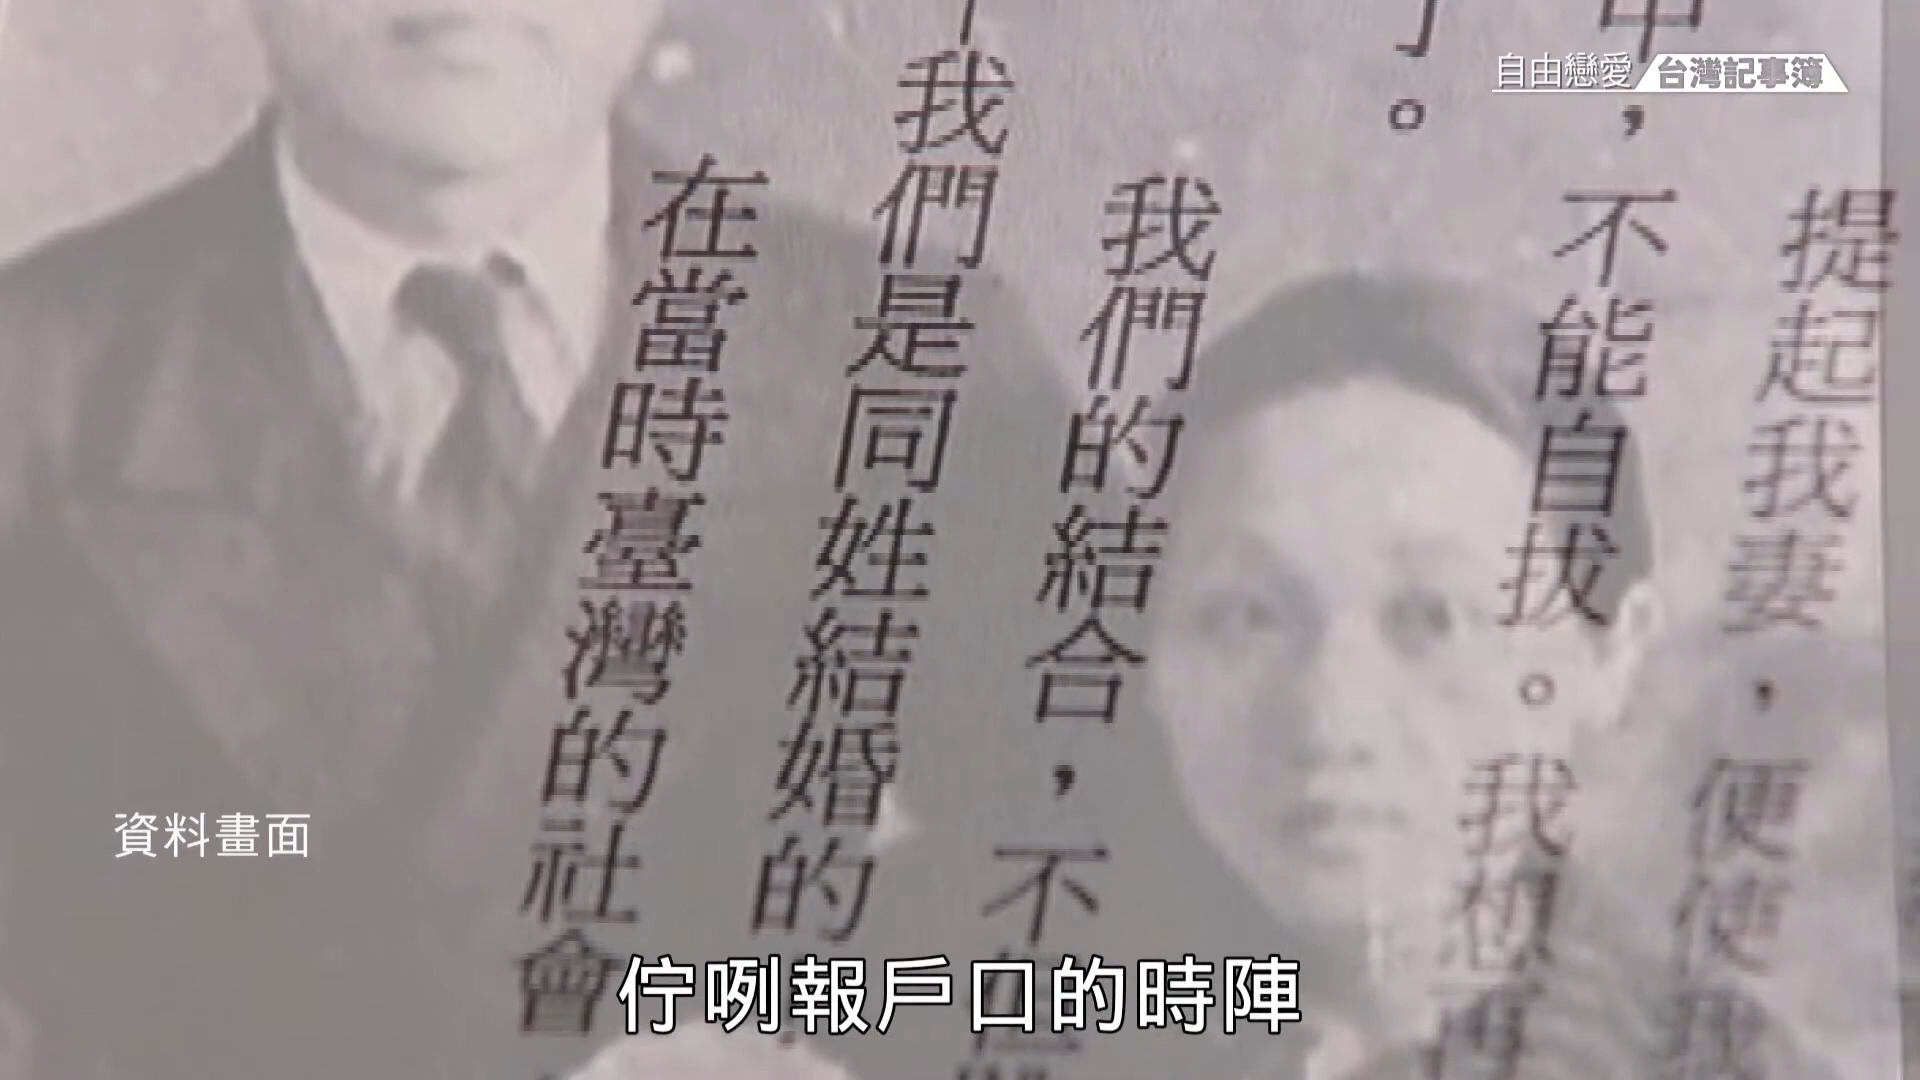 自由戀愛 台灣記事簿
提起我妻，便使我
中，不能自拔。我想再
了。
我們的結合，不
我們是同姓結婚的
在當時臺灣的社會
資料畫面
佇咧報戶口的時陣